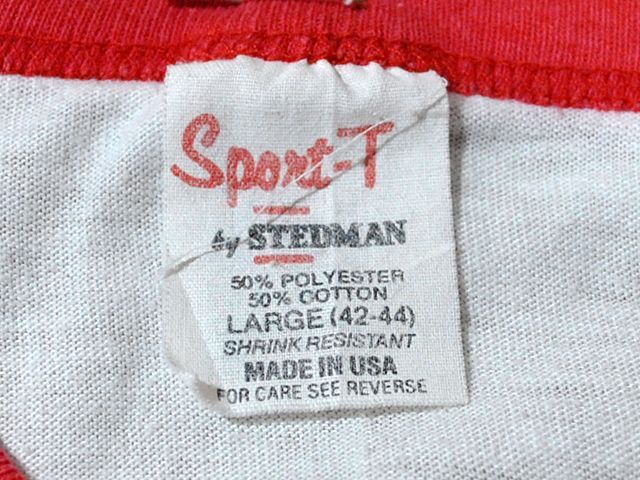 Sport-T
by STEDMAN
50% POLYESTER
50% COTTON
LARGE (42-44)
SHRINK RESISTANT
MADE IN USA
FOR CARE SEE REVERSE